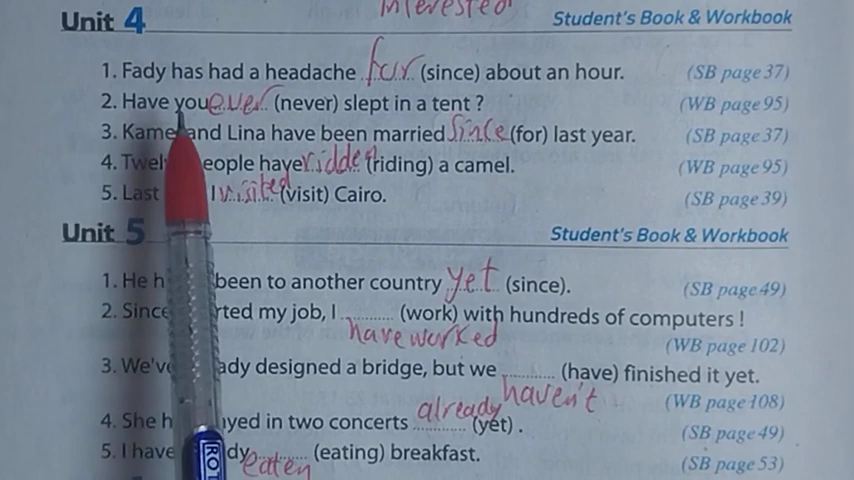 interested
Unit 4 Student's Book & Workbook
1. Fady has had a headache for (since) about an hour. (SB page 37)
2. Have you ever (never) slept in a tent ? (WB page 95)
3. Kamel and Lina have been married since (for) last year. (SB page 37)
4. people have ridden (riding) a camel. (WB page 95)
5. Last I visited (visit) Cairo. (SB page 39)
Unit 5 Student's Book & Workbook
1. He been to another country yet (since). (SB page 49)
2. Since my job, I .......... (work) with hundreds of computers !
have worked (WB page 102)
3. We've designed a bridge, but we .......... (have) finished it yet.
haven't (WB page 108)
already
4. She in two concerts .......... (yet) . (SB page 49)
5. I have .......... (eating) breakfast. (SB page 53)
eaten
ROT